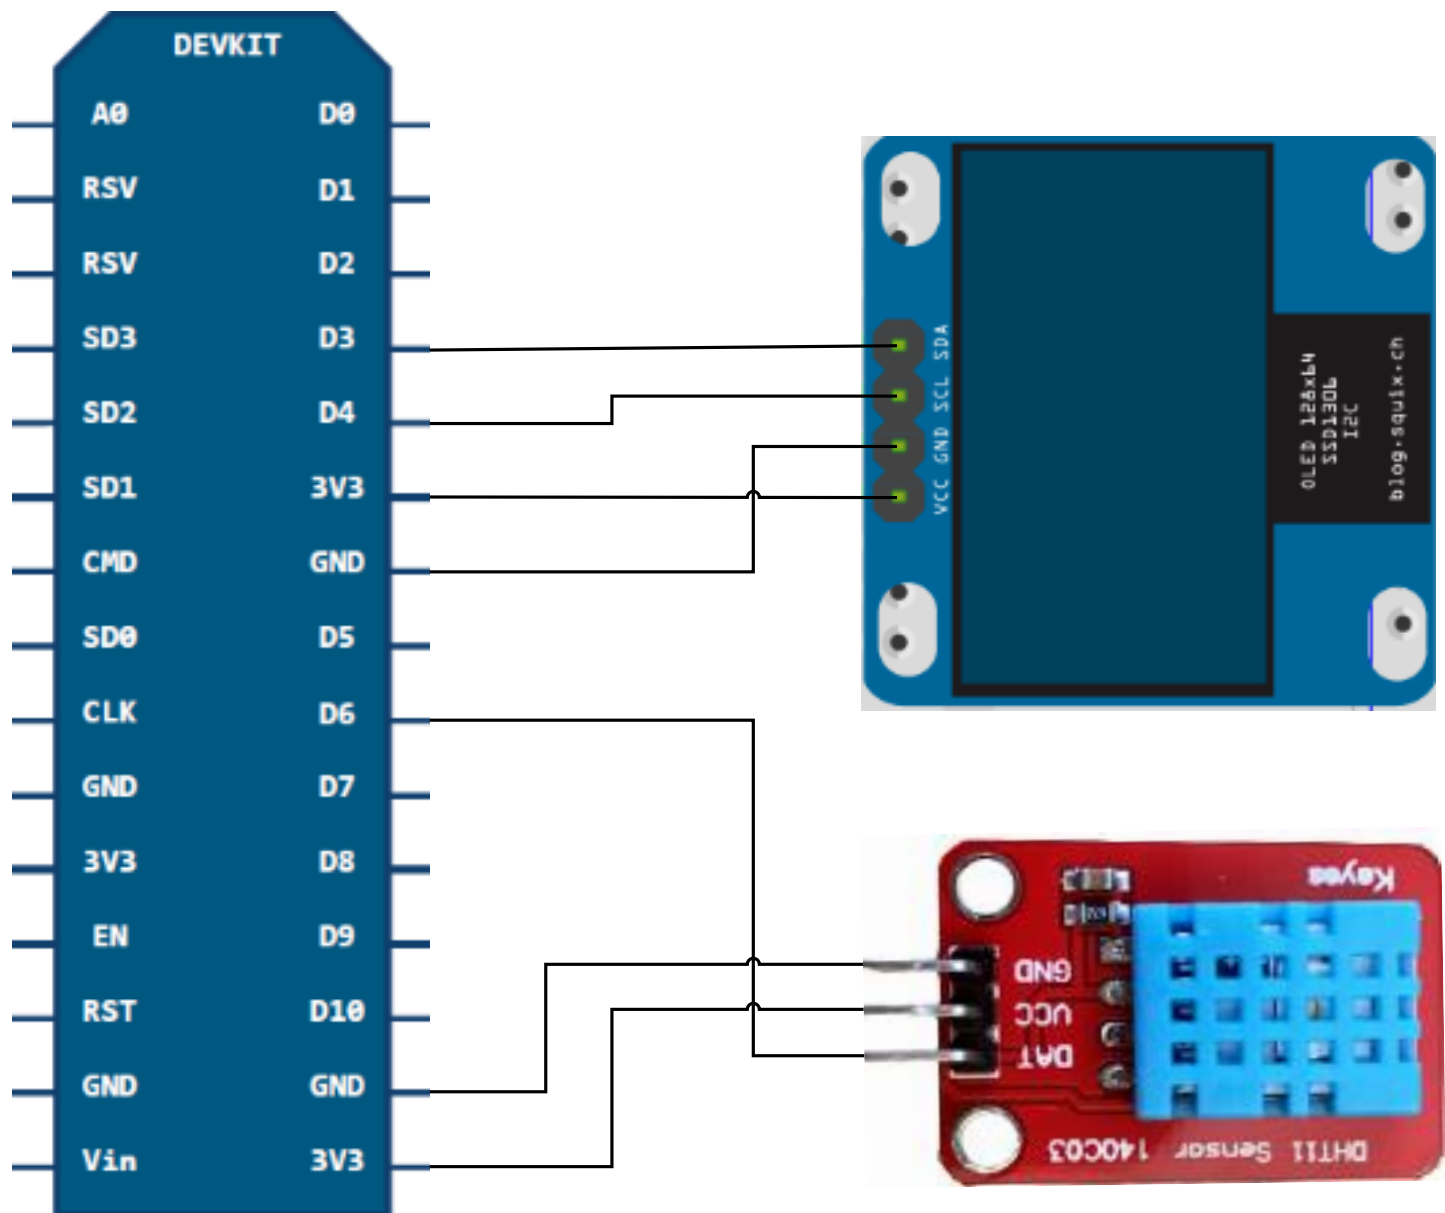 DEVKIT
A0 D0
RSV D1
RSV D2
SD3 D3
SD2 D4
SD1 3V3
CMD GND
SD0 D5
CLK D6
GND D7
3V3 D8
EN D9
RST D10
GND GND
Vin 3V3
SDA
SCL
GND
VCC
OLED 128x64
SSD1306
I2C
blog.squix.ch
Keyes
GND
VCC
DAT
DHT11 Sensor 140C03